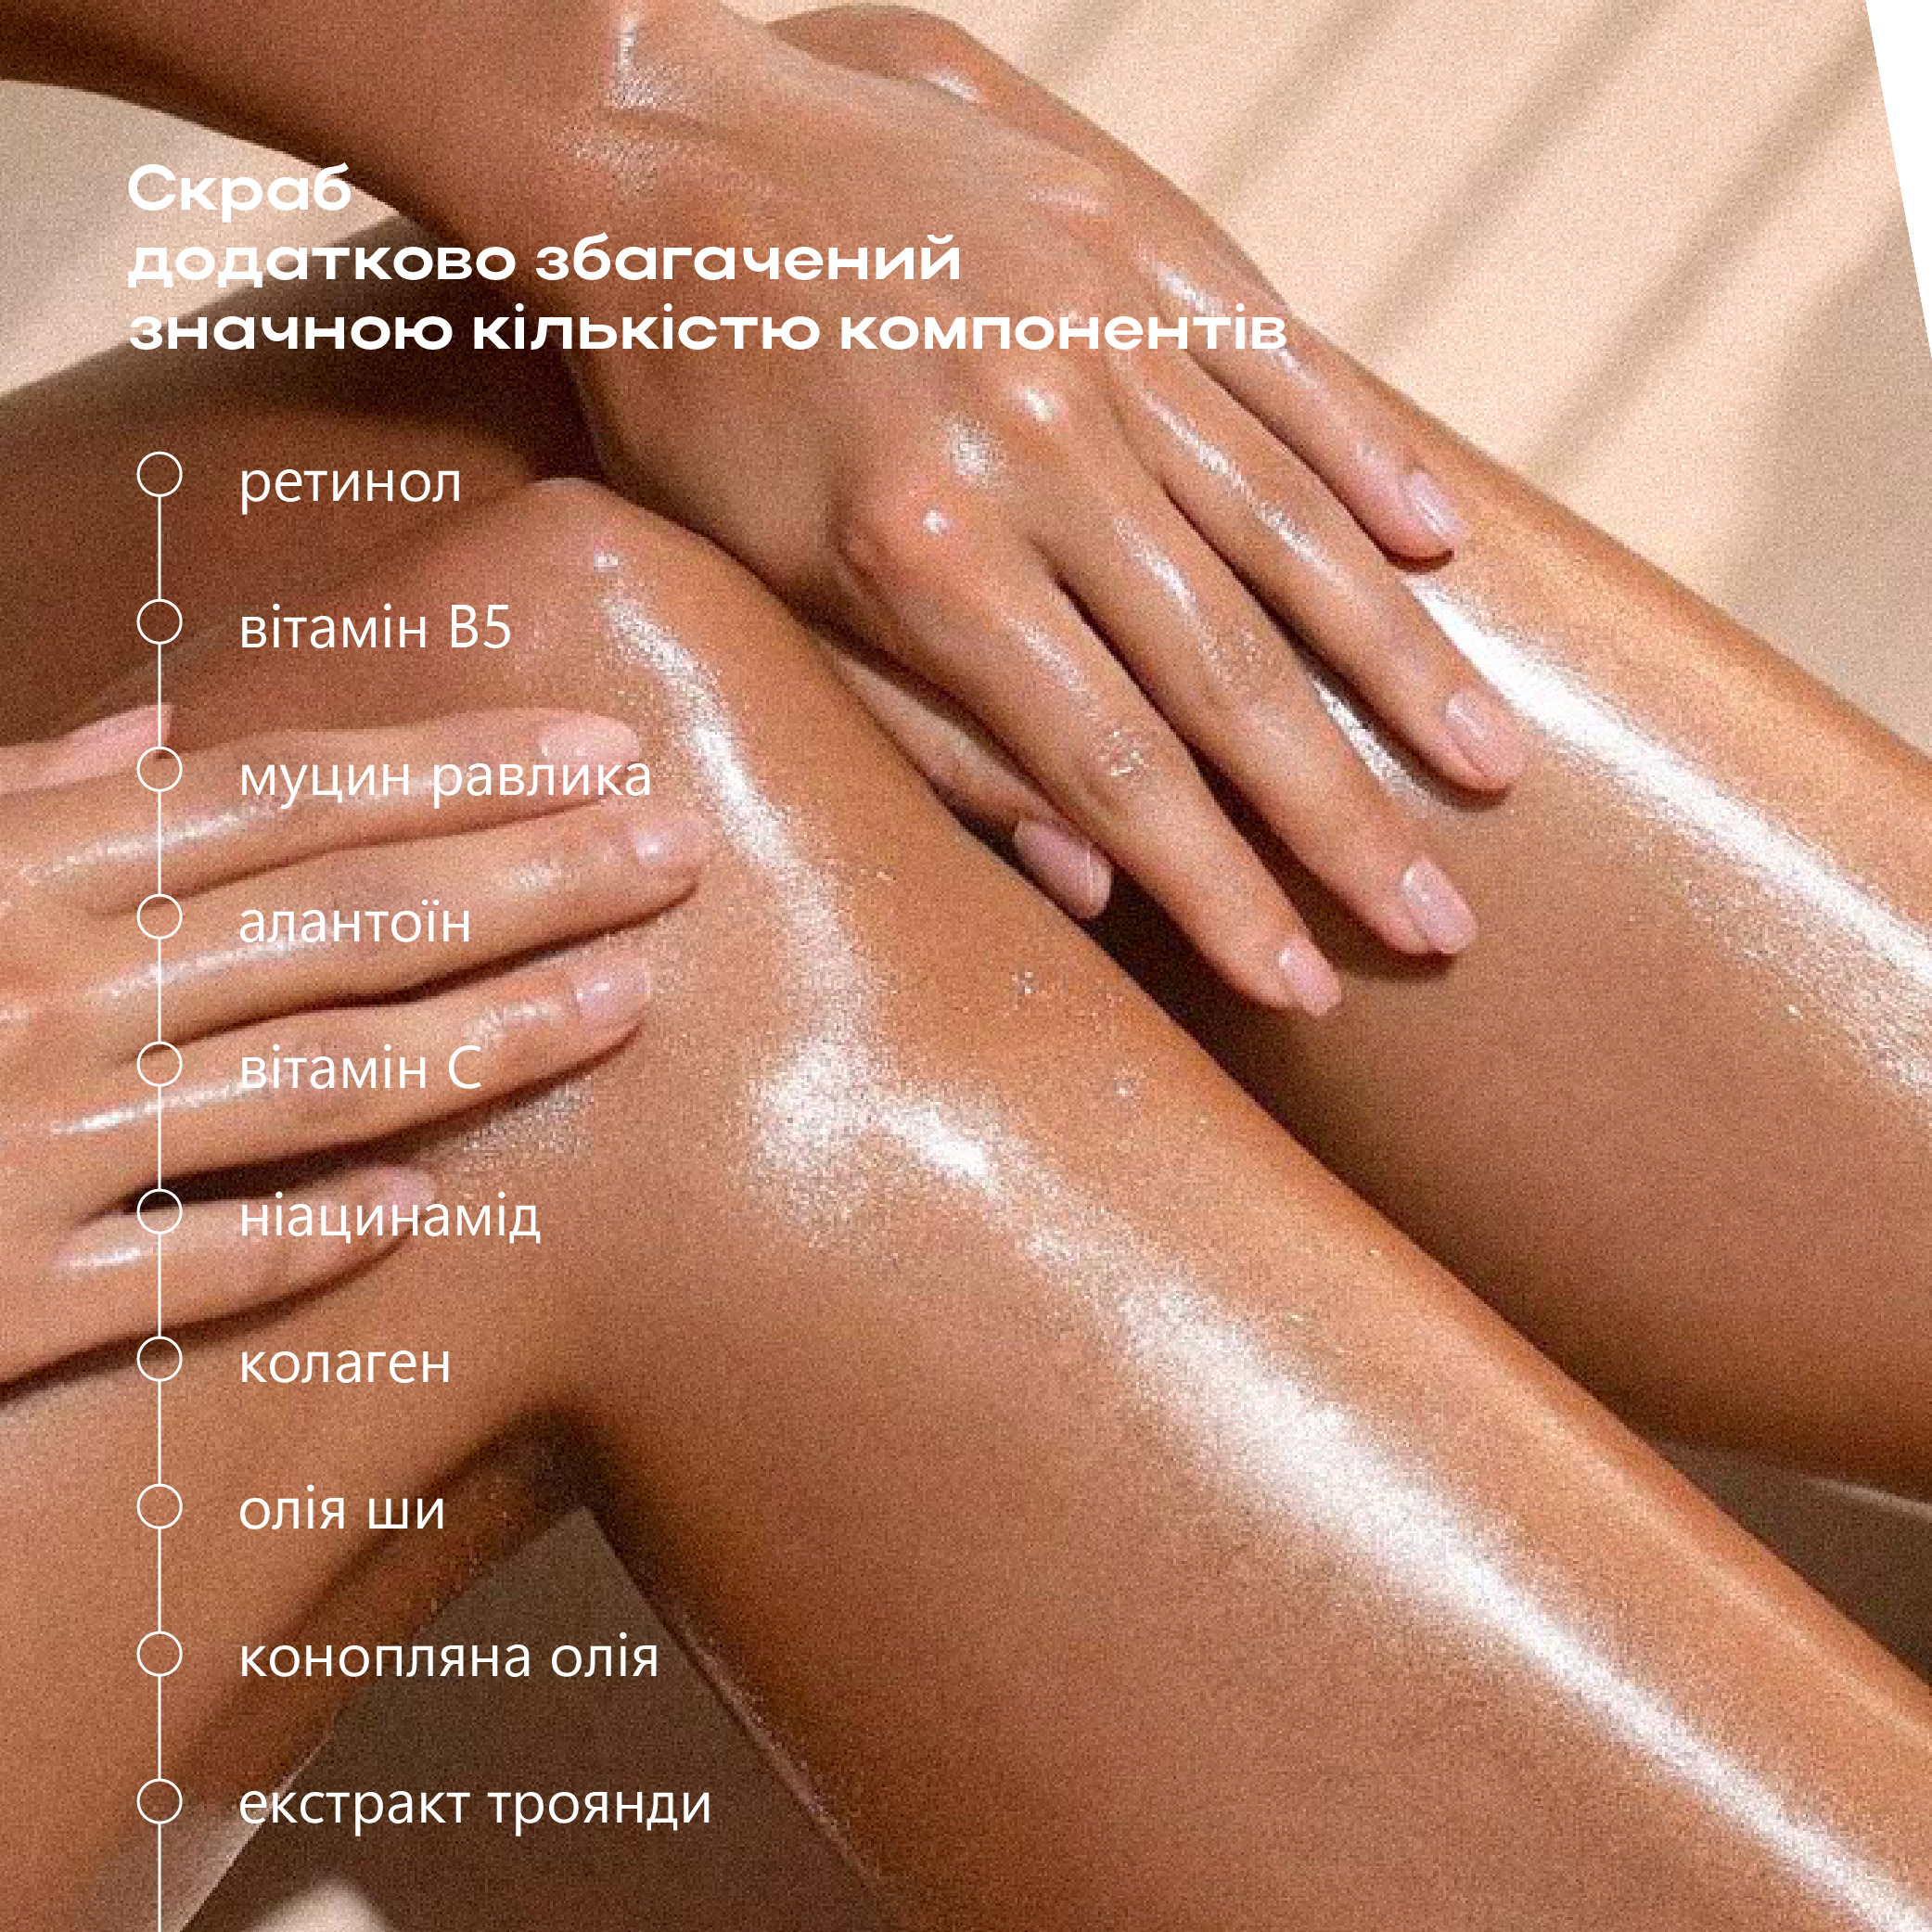 Скраб
додатково збагачений
значною кількістю компонентів
ретинол
вітамін В5
муцин равлика
алантоїн
вітамін С
ніацинамід
колаген
олія ши
конопляна олія
екстракт троянди